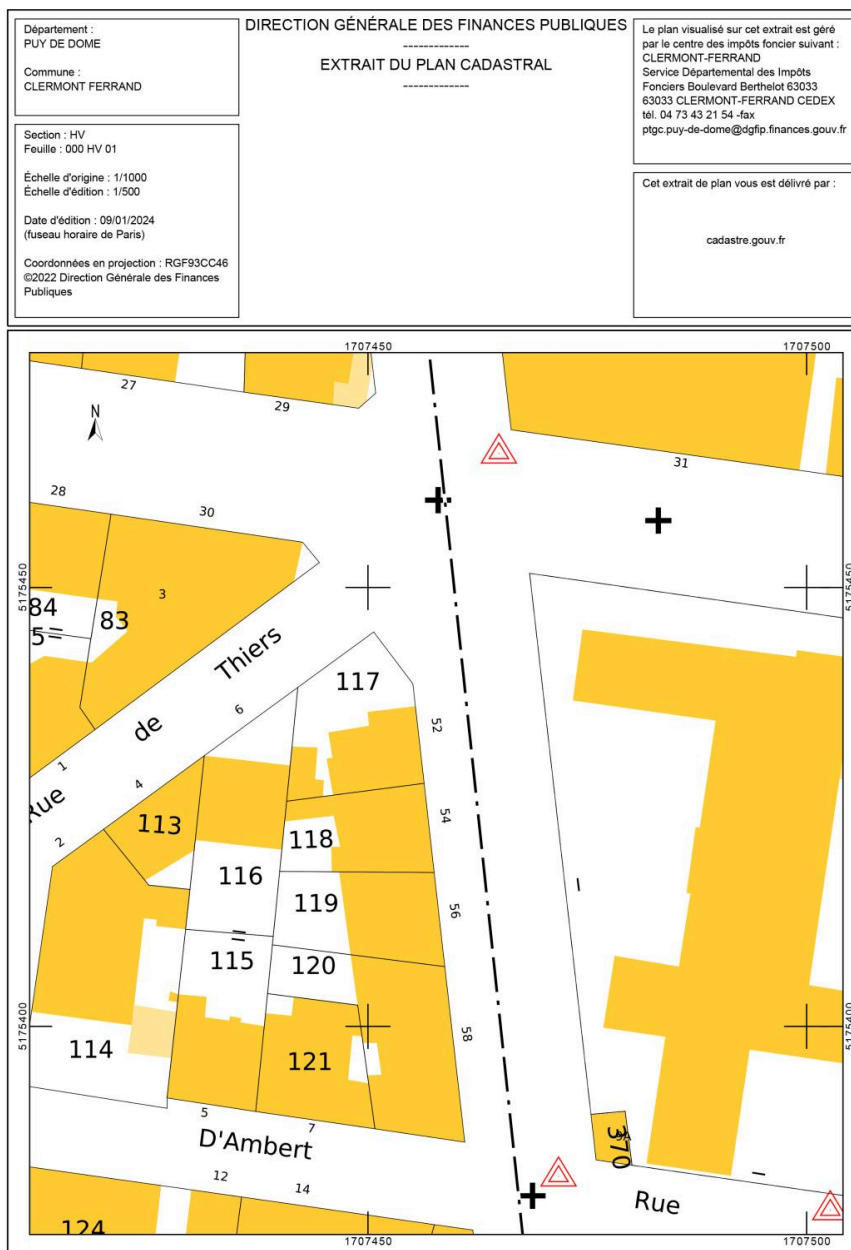 Département :
PUY DE DOME
Commune :
CLERMONT FERRAND
Section : HV
Feuille : 000 HV 01
Échelle d'origine : 1/1000
Échelle d'édition : 1/500
Date d'édition : 09/01/2024
(fuseau horaire de Paris)
Coordonnées en projection : RGF93CC46
©2022 Direction Générale des Finances
Publiques
DIRECTION GÉNÉRALE DES FINANCES PUBLIQUES
-------------
EXTRAIT DU PLAN CADASTRAL
-------------
Le plan visualisé sur cet extrait est géré
par le centre des impôts foncier suivant :
CLERMONT-FERRAND
Service Départemental des Impôts
Fonciers Boulevard Berthelot 63033
63033 CLERMONT-FERRAND CEDEX
tél. 04 73 43 21 54 -fax
ptgc.puy-de-dome@dgfip.finances.gouv.fr
Cet extrait de plan vous est délivré par :
cadastre.gouv.fr
1707450
1707500
27
29
N
31
28
30
5175450
5175450
3
84
83
5
Rue de Thiers
117
6
52
1
4
54
2
113
118
116
119
56
115
120
5175400
5175400
58
114
121
5
7
370
9A
D'Ambert
12
14
Rue
124
1707450
1707500